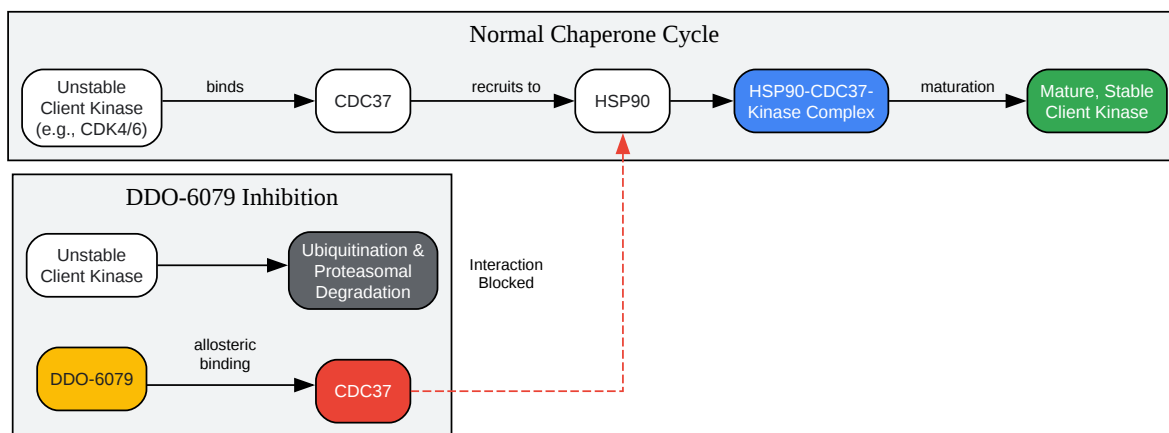 Normal Chaperone Cycle
Unstable
Client Kinase
(e.g., CDK4/6)
binds
CDC37
recruits to
HSP90
HSP90-CDC37-
Kinase Complex
maturation
Mature, Stable
Client Kinase
DDO-6079 Inhibition
Unstable
Client Kinase
Ubiquitination &
Proteasomal
Degradation
Interaction
Blocked
DDO-6079
allosteric
binding
CDC37